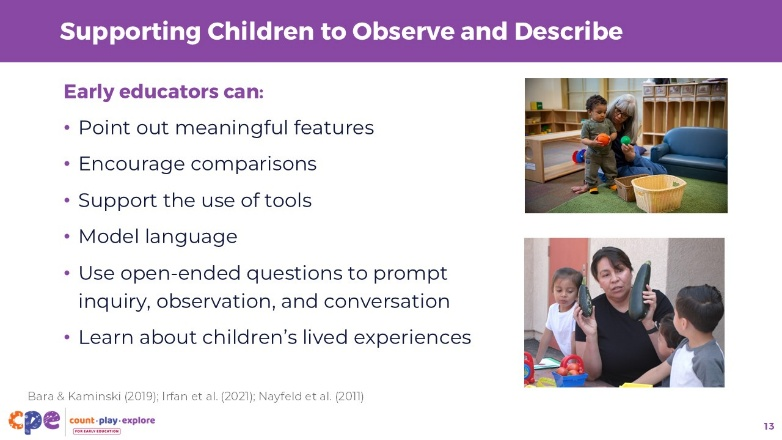 Supporting Children to Observe and Describe
Early educators can:
• Point out meaningful features
• Encourage comparisons
• Support the use of tools
• Model language
• Use open-ended questions to prompt
inquiry, observation, and conversation
• Learn about children’s lived experiences
Bara & Kaminski (2019); Irfan et al. (2021); Nayfeld et al. (2011)
cpe
count • play • explore
FOR EARLY EDUCATION
13